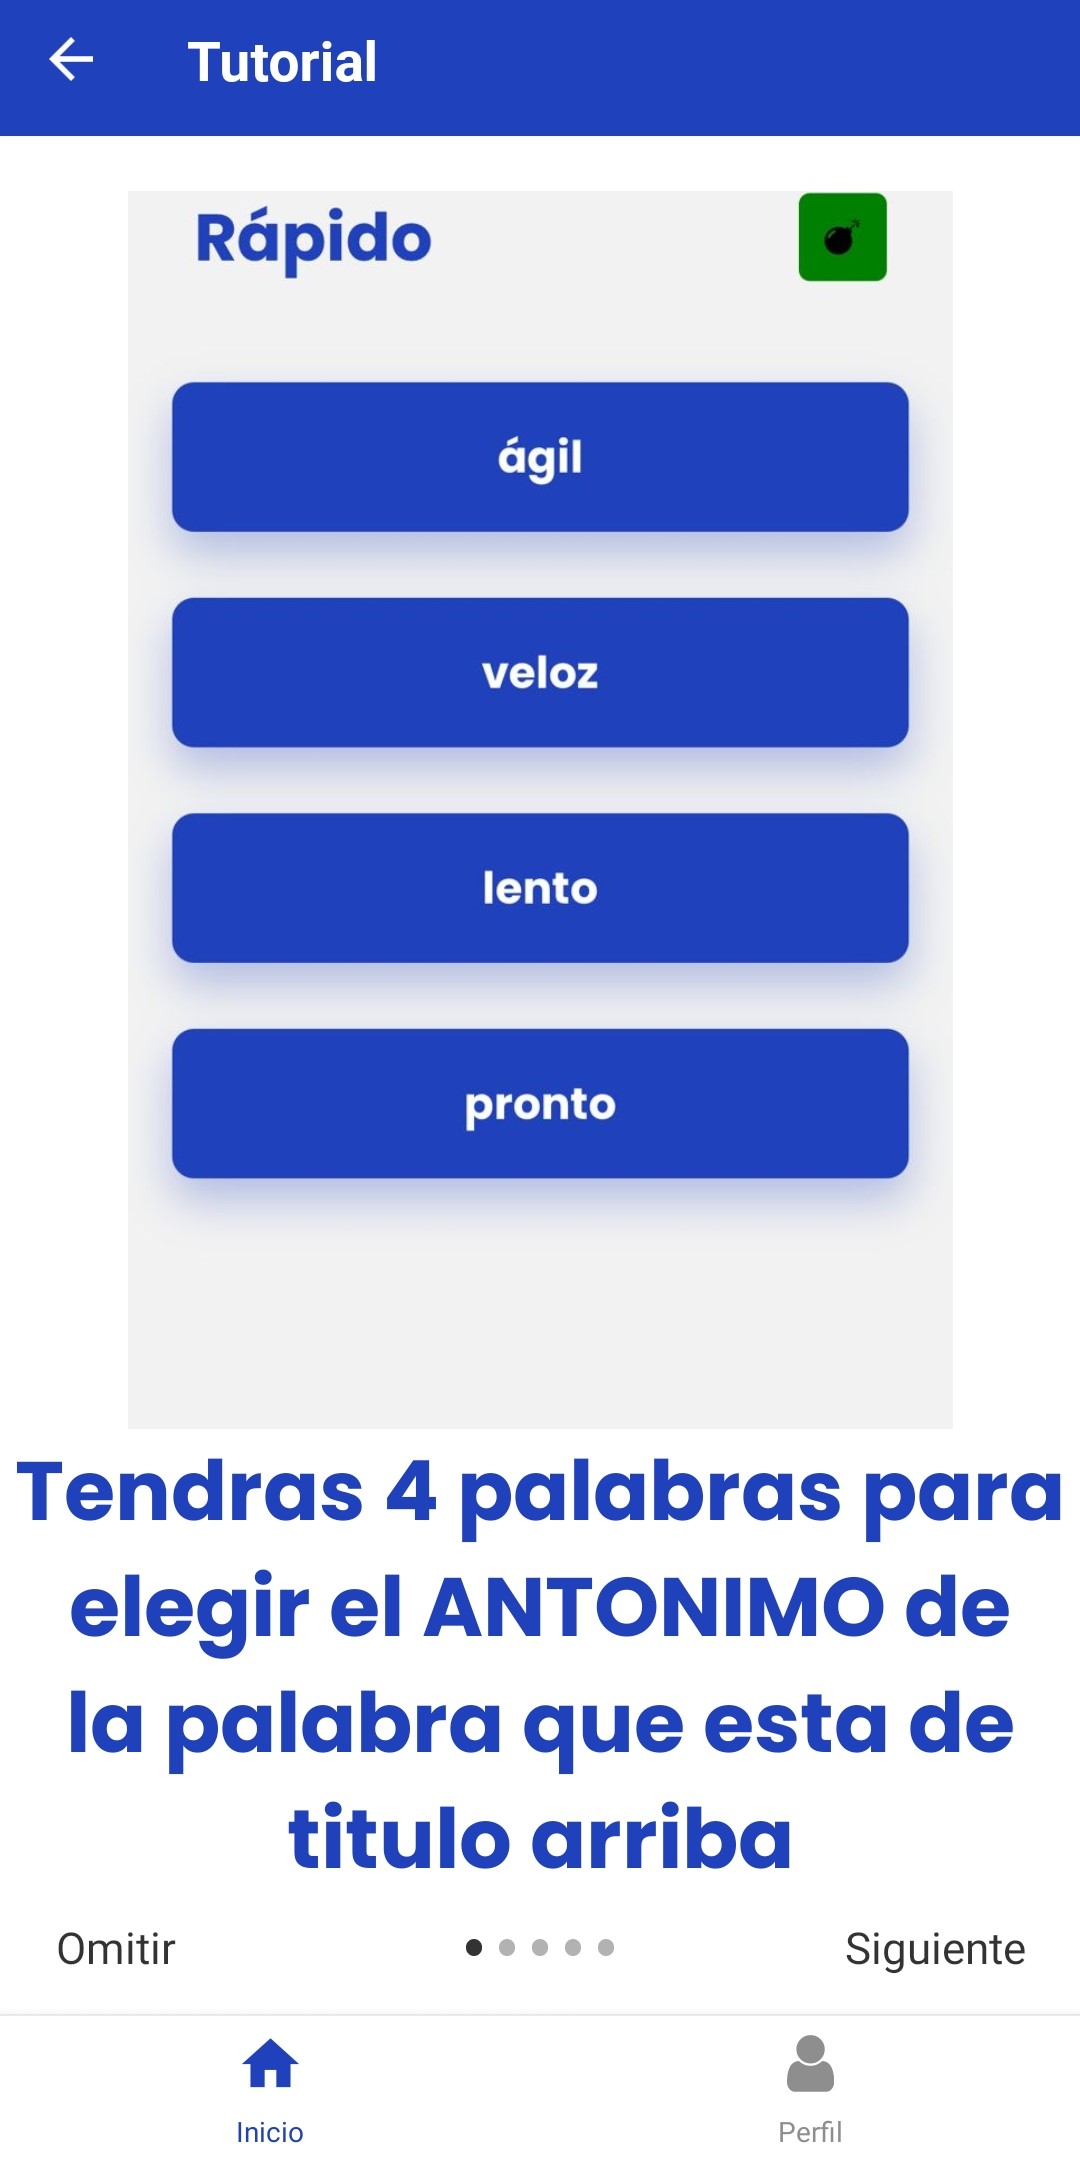 Tutorial
Rápido
ágil
veloz
lento
pronto
Tendras 4 palabras para
elegir el ANTONIMO de
la palabra que esta de
titulo arriba
Omitir
Siguiente
Inicio
Perfil